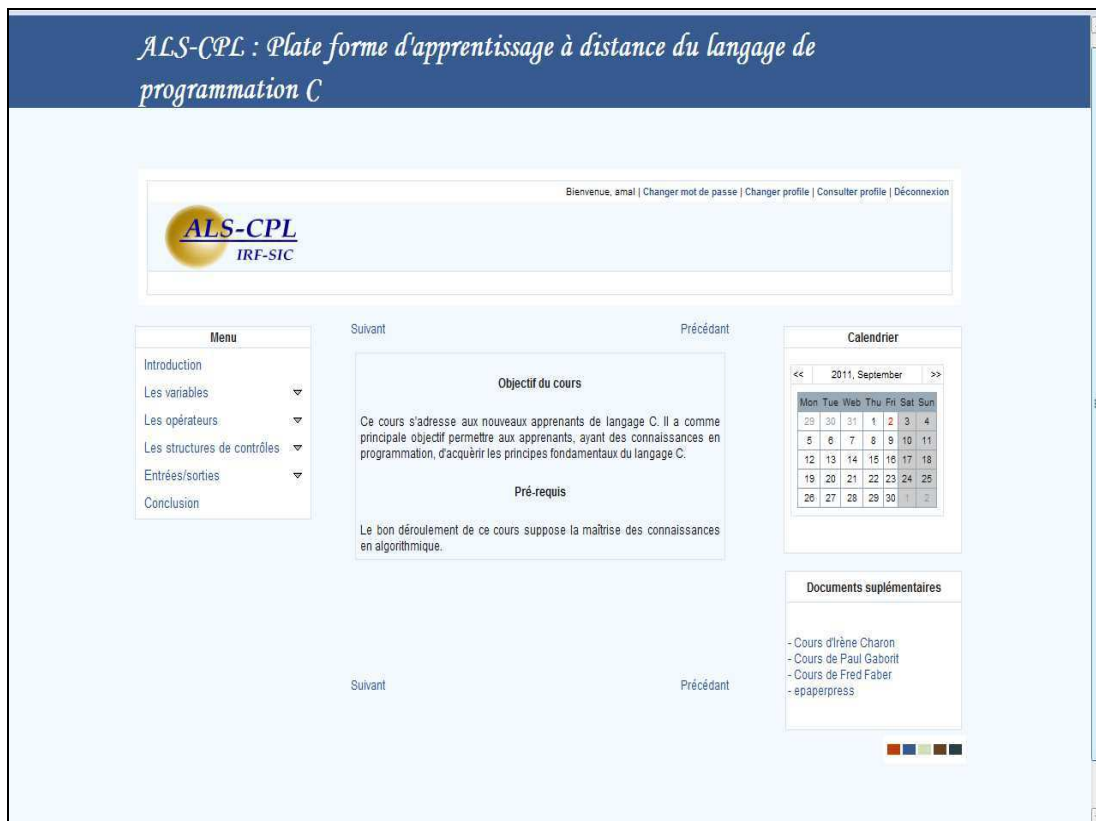 ALS-CPL : Plate forme d'apprentissage à distance du langage de
programmation C
Bienvenue, amal | Changer mot de passe | Changer profile | Consulter profile | Déconnexion
ALS-CPL
IRF-SIC
Menu
Introduction
Les variables
Les opérateurs
Les structures de contrôles
Entrées/sorties
Conclusion
Suivant
Précédant
Objectif du cours
Ce cours s'adresse aux nouveaux apprenants de langage C. Il a comme
principale objectif permettre aux apprenants, ayant des connaissances en
programmation, d'acquèrir les principes fondamentaux du langage C.
Pré-requis
Le bon déroulement de ce cours suppose la maîtrise des connaissances
en algorithmique.
Suivant
Précédant
Calendrier
<< 2011, September >>
Mon Tue Web Thu Fri Sat Sun
29 30 31 1 2 3 4
5 6 7 8 9 10 11
12 13 14 15 16 17 18
19 20 21 22 23 24 25
26 27 28 29 30 1 2
Documents suplémentaires
- Cours d'Irène Charon
- Cours de Paul Gaborit
- Cours de Fred Faber
- epaperpress